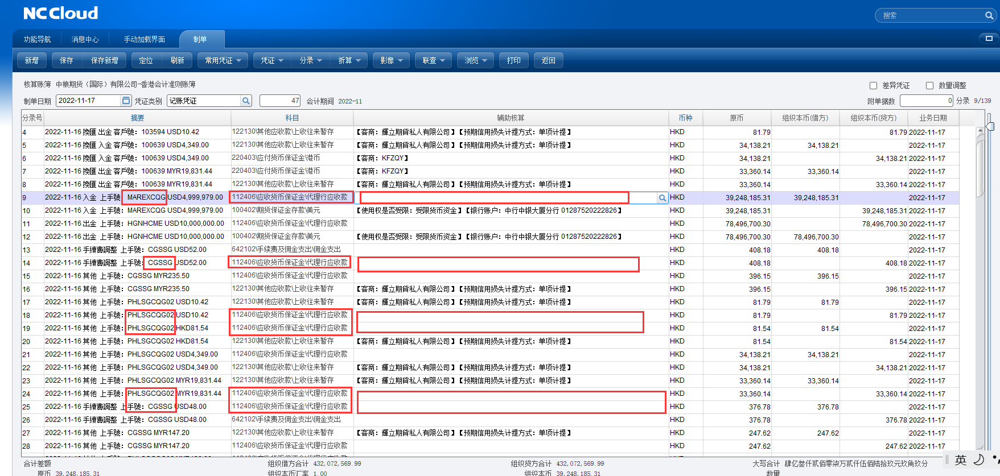 NC Cloud
搜索
功能导航 消息中心 手动加载界面 制单
新增 保存 保存新增 定位 刷新 常用凭证 凭证 分录 折算 影像 联查 浏览 打印 返回
核算账簿 中粮期货（国际）有限公司-香港会计准则账簿 差异凭证 数量调整
制单日期 2022-11-17 凭证类别 记账凭证 47 会计期间 2022-11 附单据数 0 分录 9/139
分录号 摘要 科目 辅助核算 币种 原币 组织本币(借方) 组织本币(贷方) 业务日期
4 2022-11-16 換匯 出金 客戶號：103594 USD10.42 122130\其他应收款\上收往来暂存 【客商：輝立期貨私人有限公司】【预期信用损失计提方式：单项计提】 HKD 81.79 81.79 2022-11-17
5 2022-11-16 換匯 入金 客戶號：100639 USD4,349.00 122130\其他应收款\上收往来暂存 【客商：輝立期貨私人有限公司】【预期信用损失计提方式：单项计提】 HKD 34,138.21 34,138.21 2022-11-17
6 2022-11-16 換匯 入金 客戶號：100639 USD4,349.00 220403\应付货币保证金\港币 【客商：KFZQY】 HKD 34,138.21 34,138.21 2022-11-17
7 2022-11-16 換匯 出金 客戶號：100639 MYR19,831.44 220403\应付货币保证金\港币 【客商：KFZQY】 HKD 33,360.14 33,360.14 2022-11-17
8 2022-11-16 換匯 出金 客戶號：100639 MYR19,831.44 122130\其他应收款\上收往来暂存 【客商：輝立期貨私人有限公司】【预期信用损失计提方式：单项计提】 HKD 33,360.14 33,360.14 2022-11-17
9 2022-11-16 入金 上手號 MAREXCQG USD4,999,979.00 112406\应收货币保证金\代理行应收款 HKD 39,248,185.31 39,248,185.31 2022-11-17
10 2022-11-16 入金 上手號：MAREXCQG USD4,999,979.00 100402\期货保证金存款\美元 【使用权是否受限：受限货币资金】【银行账户：中行中银大厦分行 01287520222826】 HKD 39,248,185.31 39,248,185.31 2022-11-17
11 2022-11-16 出金 上手號：HGNHCME USD10,000,000.00 112406\应收货币保证金\代理行应收款 HKD 78,496,700.30 78,496,700.30 2022-11-17
12 2022-11-16 出金 上手號：HGNHCME USD10,000,000.00 100402\期货保证金存款\美元 【使用权是否受限：受限货币资金】【银行账户：中行中银大厦分行 01287520222826】 HKD 78,496,700.30 78,496,700.30 2022-11-17
13 2022-11-16 手續費調整 上手號：CGSSG USD52.00 642102\手续费及佣金支出\佣金支出 HKD 408.18 408.18 2022-11-17
14 2022-11-16 手續費調整 上手號 CGSSG USD52.00 112406\应收货币保证金\代理行应收款 HKD 408.18 408.18 2022-11-17
15 2022-11-16 其他 上手號：CGSSG MYR235.50 112406\应收货币保证金\代理行应收款 HKD 396.15 396.15 2022-11-17
16 2022-11-16 其他 上手號：CGSSG MYR235.50 122130\其他应收款\上收往来暂存 【客商：輝立期貨私人有限公司】【预期信用损失计提方式：单项计提】 HKD 396.15 396.15 2022-11-17
17 2022-11-16 其他 上手號：PHLSGCQG02 USD10.42 122130\其他应收款\上收往来暂存 【客商：輝立期貨私人有限公司】【预期信用损失计提方式：单项计提】 HKD 81.79 81.79 2022-11-17
18 2022-11-16 其他 上手號：PHLSGCQG02 USD10.42 112406\应收货币保证金\代理行应收款 HKD 81.79 81.79 2022-11-17
19 2022-11-16 其他 上手號：PHLSGCQG02 HKD81.54 112406\应收货币保证金\代理行应收款 HKD 81.54 81.54 2022-11-17
20 2022-11-16 其他 上手號：PHLSGCQG02 HKD81.54 122130\其他应收款\上收往来暂存 【客商：輝立期貨私人有限公司】【预期信用损失计提方式：单项计提】 HKD 81.54 81.54 2022-11-17
21 2022-11-16 其他 上手號：PHLSGCQG02 USD4,349.00 112406\应收货币保证金\代理行应收款 HKD 34,138.21 34,138.21 2022-11-17
22 2022-11-16 其他 上手號：PHLSGCQG02 USD4,349.00 122130\其他应收款\上收往来暂存 【客商：輝立期貨私人有限公司】【预期信用损失计提方式：单项计提】 HKD 34,138.21 34,138.21 2022-11-17
23 2022-11-16 其他 上手號：PHLSGCQG02 MYR19,831.44 122130\其他应收款\上收往来暂存 【客商：輝立期貨私人有限公司】【预期信用损失计提方式：单项计提】 HKD 33,360.14 33,360.14 2022-11-17
24 2022-11-16 其他 上手號：PHLSGCQG02 MYR19,831.44 112406\应收货币保证金\代理行应收款 HKD 33,360.14 33,360.14 2022-11-17
25 2022-11-16 手續費調整 上手號：CGSSG USD48.00 112406\应收货币保证金\代理行应收款 HKD 376.78 376.78 2022-11-17
26 2022-11-16 手續費調整 上手號：CGSSG USD48.00 642102\手续费及佣金支出\佣金支出 HKD 376.78 376.78 2022-11-17
27 2022-11-16 其他 上手號：CGSSG MYR147.20 122130\其他应收款\上收往来暂存 【客商：輝立期貨私人有限公司】【预期信用损失计提方式：单项计提】 HKD 247.62 247.62 2022-11-17
28 2022-11-16 其他 上手號：CGSSG MYR147.20 112406\应收货币保证金\代理行应收款 HKD 247.62 247.62 2022-11-17
合计差额 组织借方合计 432,072,569.99 组织贷方合计 432,072,569.99 大写合计 肆亿叁仟贰佰零柒万贰仟伍佰陆拾玖元玖角玖分
原币 39,248,185.31 组织本币汇率 1.00 组织本币 39,248,185.31 数量
英